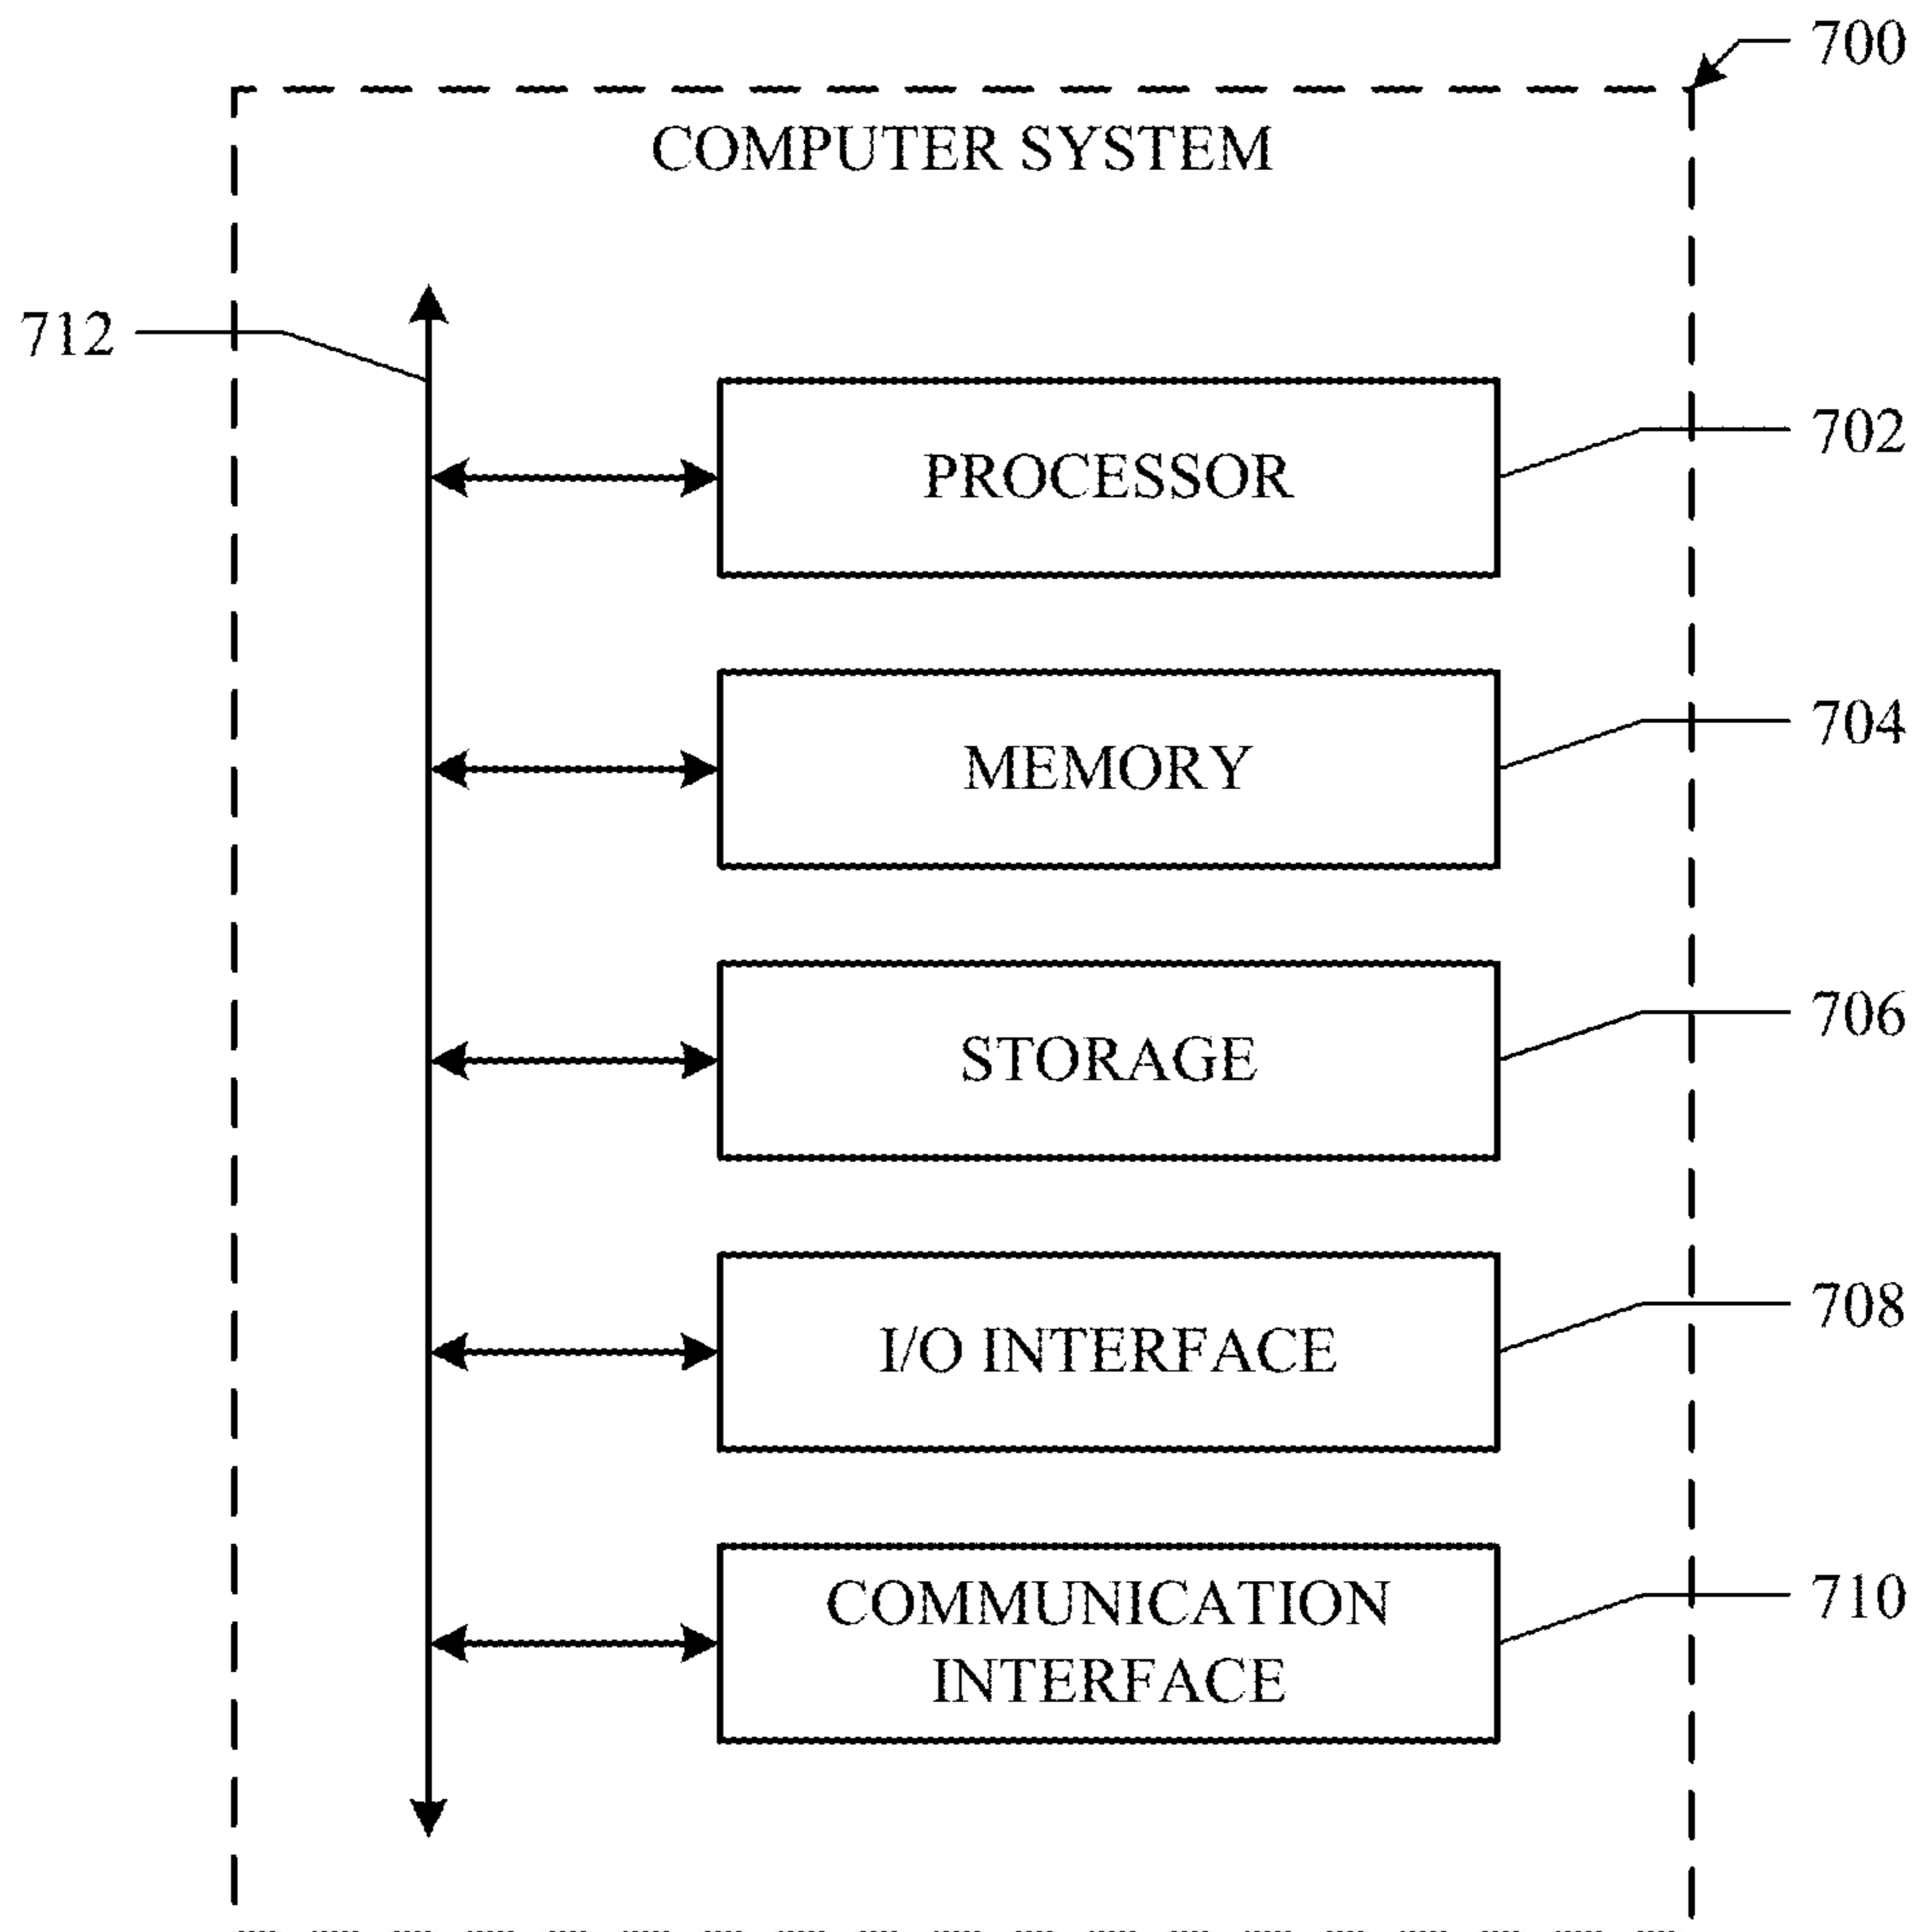 700
COMPUTER SYSTEM
712
PROCESSOR
702
MEMORY
704
STORAGE
706
I/O INTERFACE
708
COMMUNICATION
INTERFACE
710